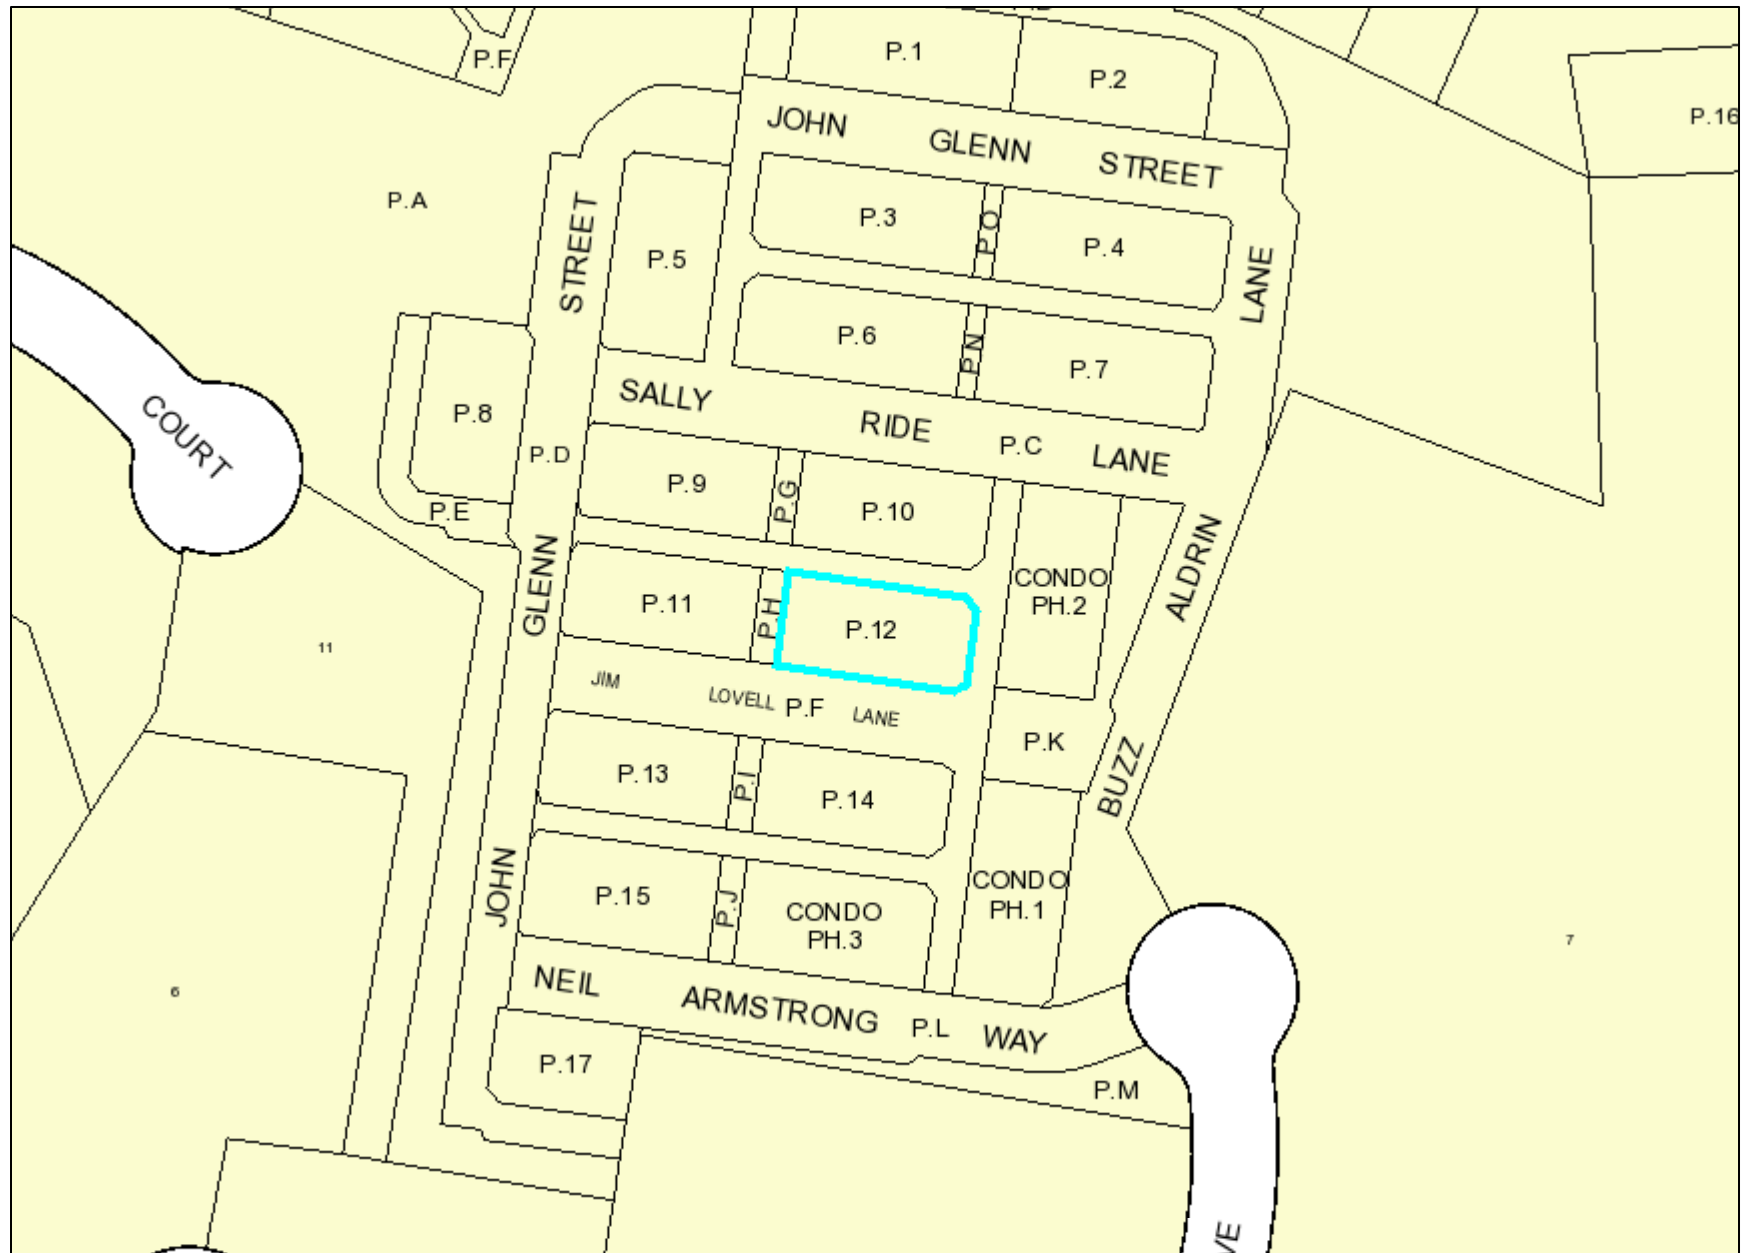 P.1
P.F
P.2
P.16
JOHN GLENN STREET
P.A
P.3
P.O
P.4
STREET
P.5
LANE
P.6
P.N
P.7
SALLY RIDE P.C LANE
COURT
P.8
P.D
P.9
P.G
P.10
P.E
GLENN
ALDRIN
CONDO
PH.2
P.11
P.H
P.12
11
JIM LOVELL P.F LANE
P.K
BUZZ
P.13
P.I
P.14
JOHN
P.15
P.J
CONDO
PH.3
CONDO
PH.1
7
6
NEIL ARMSTRONG P.L WAY
P.17
P.M
VE